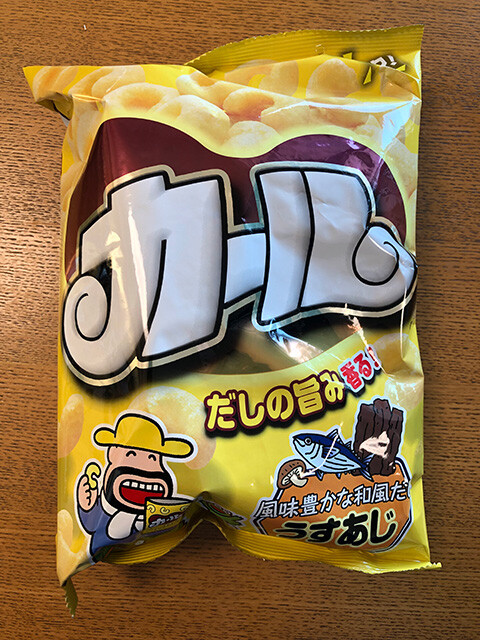 カール
だしの旨み香る!
風味豊かな和風だ
うすあじ